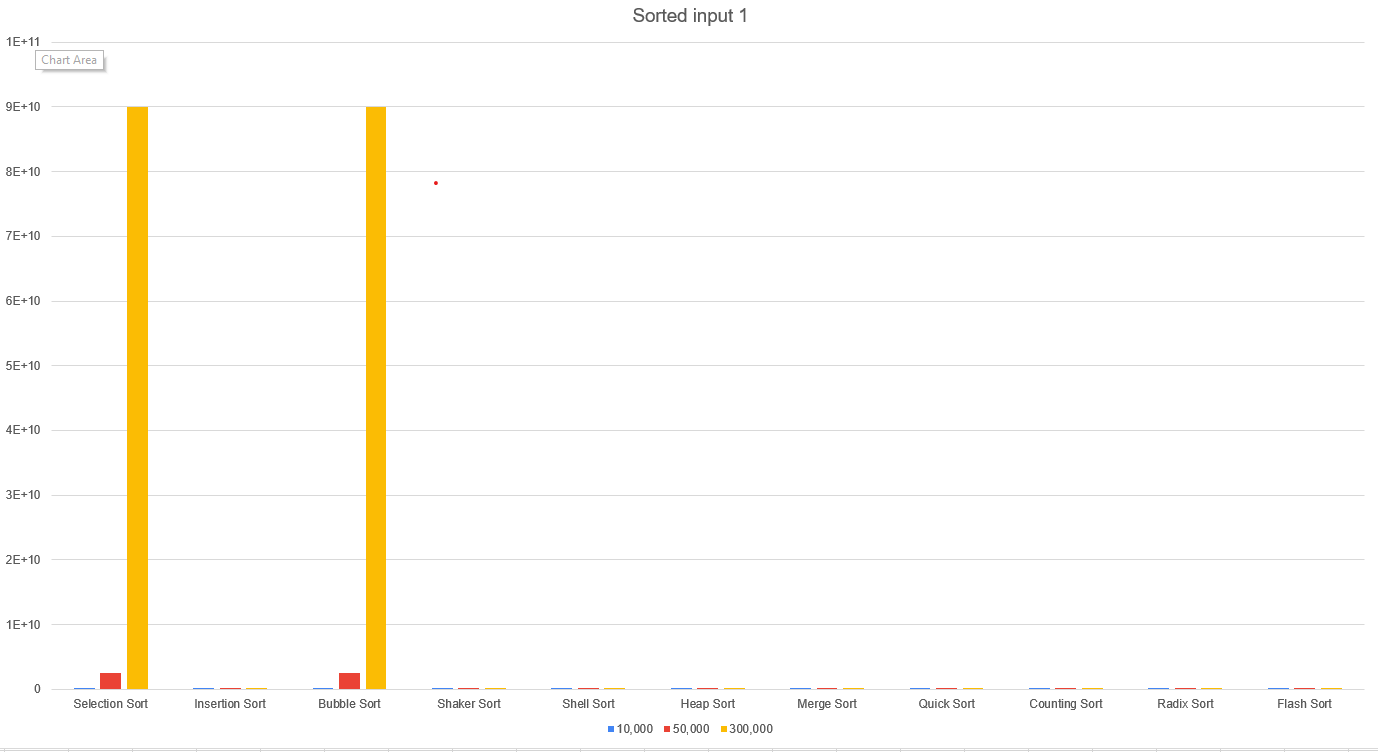 Sorted input 1
1E+11
Chart Area
9E+10
8E+10
7E+10
6E+10
5E+10
4E+10
3E+10
2E+10
1E+10
0
Selection Sort Insertion Sort Bubble Sort Shaker Sort Shell Sort Heap Sort Merge Sort Quick Sort Counting Sort Radix Sort Flash Sort
10,000 50,000 300,000